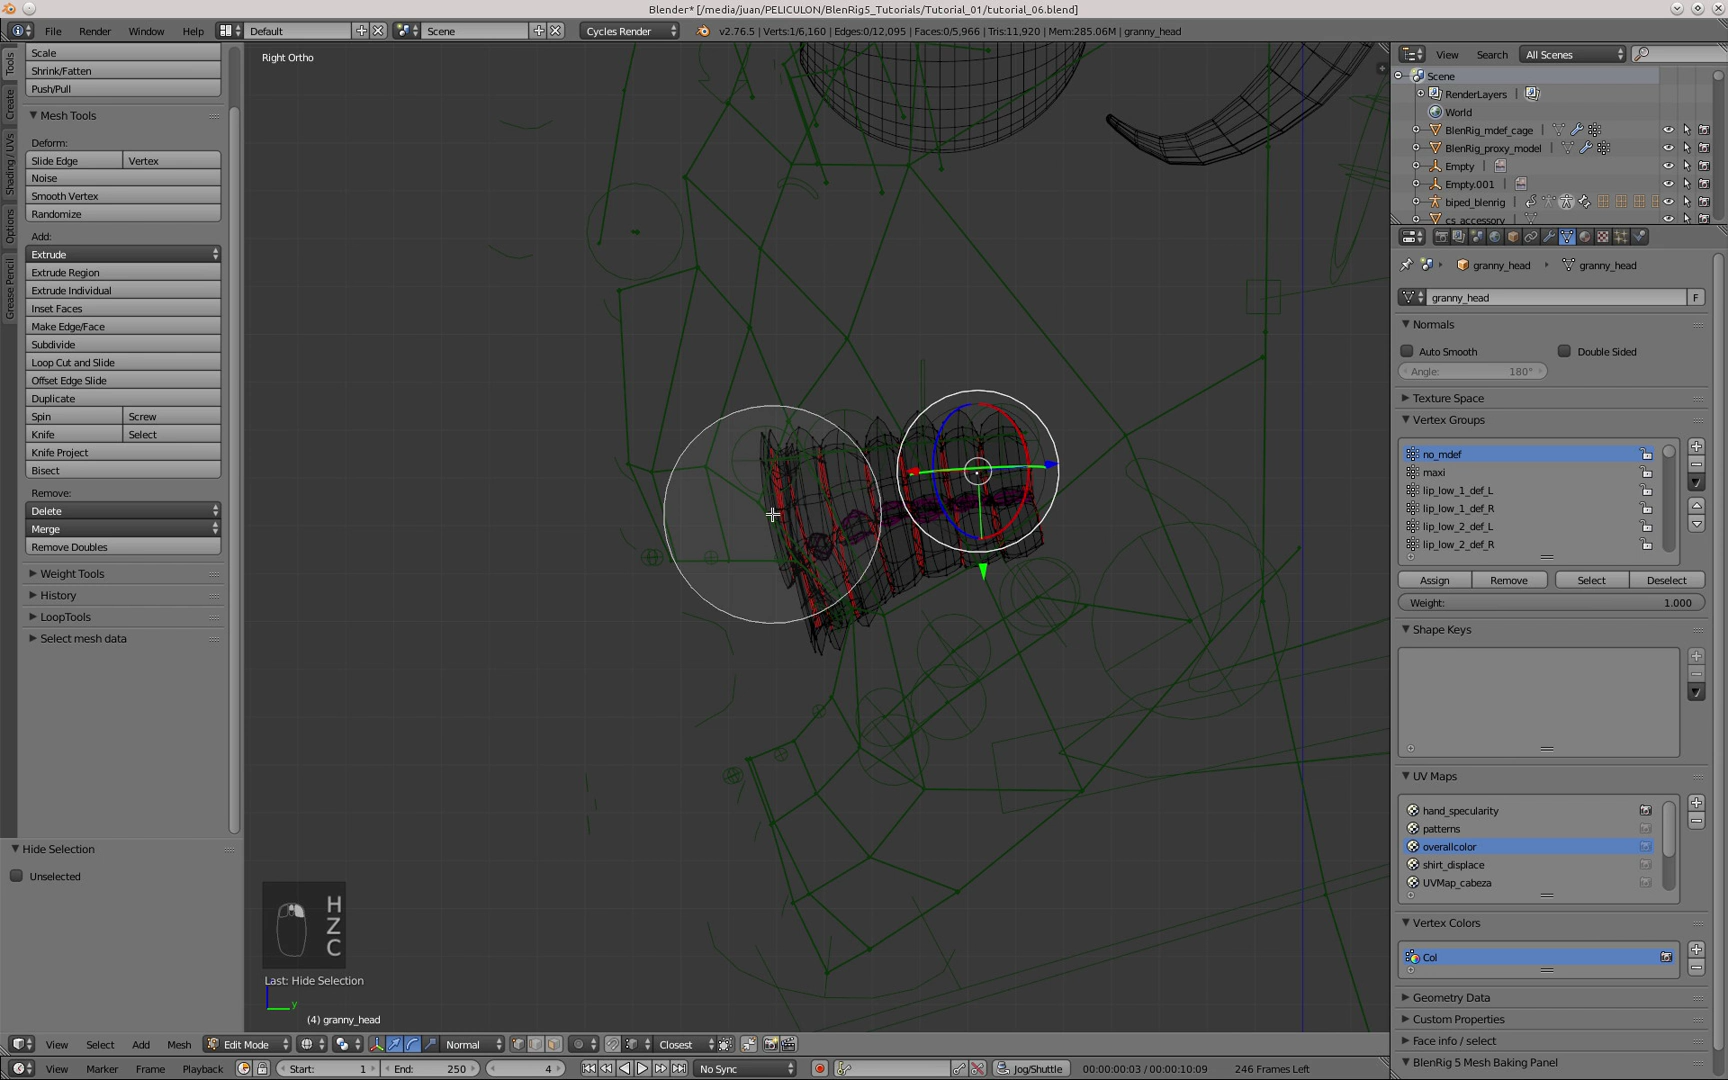 Blender* [/media/juan/PELICULON/BlenRig5_Tutorials/Tutorial_01/tutorial_06.blend]
File Render Window Help Default Scene Cycles Render v2.76.5 | Verts:1/6,160 | Edges:0/12,095 | Faces:0/5,966 | Tris:11,920 | Mem:285.06M | granny_head
Tools
Create
Shading / UVs
Options
Grease Pencil
Scale
Shrink/Fatten
Push/Pull
Mesh Tools
Deform:
Slide Edge Vertex
Noise
Smooth Vertex
Randomize
Add:
Extrude
Extrude Region
Extrude Individual
Inset Faces
Make Edge/Face
Subdivide
Loop Cut and Slide
Offset Edge Slide
Duplicate
Spin Screw
Knife Select
Knife Project
Bisect
Remove:
Delete
Merge
Remove Doubles
Weight Tools
History
LoopTools
Select mesh data
Hide Selection
Unselected
Right Ortho
H
Z
C
Last: Hide Selection
y
(4) granny_head
View Search All Scenes
Scene
RenderLayers
World
BlenRig_mdef_cage
BlenRig_proxy_model
Empty
Empty.001
biped_blenrig
cs_accessory
granny_head granny_head
granny_head F
Normals
Auto Smooth Double Sided
Angle: 180°
Texture Space
Vertex Groups
no_mdef
maxi
lip_low_1_def_L
lip_low_1_def_R
lip_low_2_def_L
lip_low_2_def_R
Assign Remove Select Deselect
Weight: 1.000
Shape Keys
UV Maps
hand_specularity
patterns
overallcolor
shirt_displace
UVMap_cabeza
Vertex Colors
Col
Geometry Data
Custom Properties
Face info / select
BlenRig 5 Mesh Baking Panel
View Select Add Mesh Edit Mode Normal Closest
View Marker Frame Playback Start: 1 End: 250 4 No Sync Jog/Shuttle 00:00:00:03 / 00:00:10:09 246 Frames Left